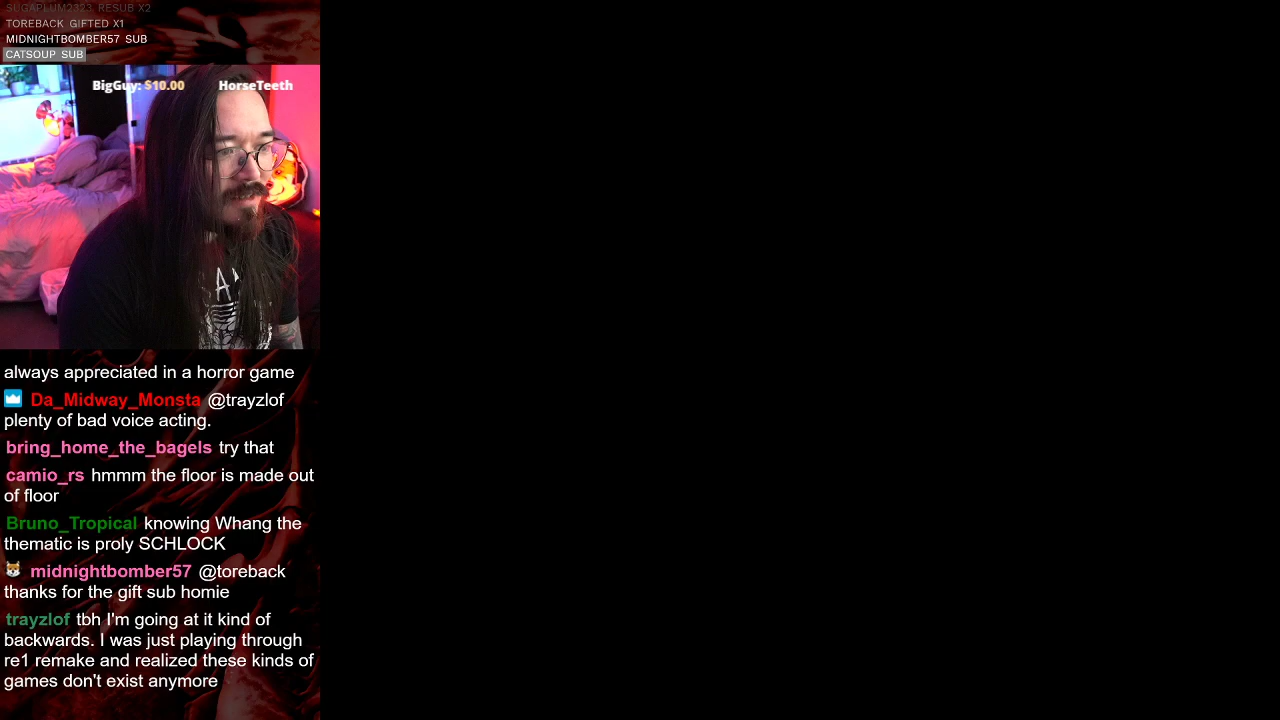 SUGAPLUM2323 RESUB X2
TOREBACK GIFTED X1
MIDNIGHTBOMBER57 SUB
CATSOUP SUB
BigGuy: $10.00 HorseTeeth
always appreciated in a horror game
Da_Midway_Monsta @trayzlof
plenty of bad voice acting.
bring_home_the_bagels try that
camio_rs hmmm the floor is made out
of floor
Bruno_Tropical knowing Whang the
thematic is proly SCHLOCK
midnightbomber57 @toreback
thanks for the gift sub homie
trayzlof tbh I'm going at it kind of
backwards. I was just playing through
re1 remake and realized these kinds of
games don't exist anymore